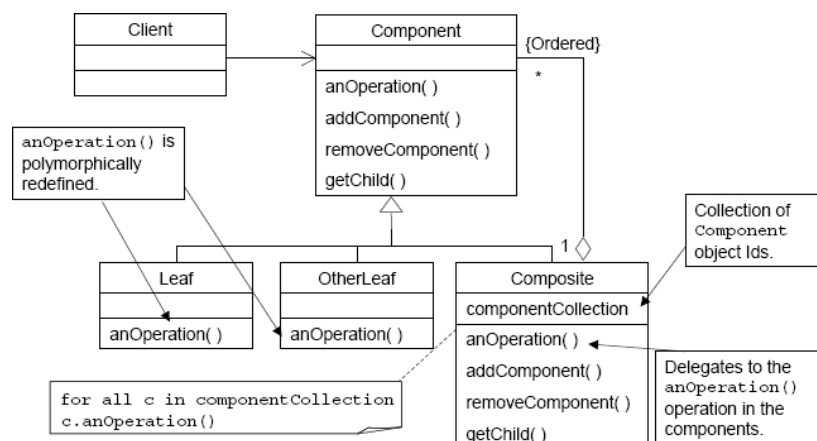 Client
Component
{Ordered}
*
anOperation( )
addComponent( )
removeComponent( )
getChild( )
anOperation() is
polymorphically
redefined.
1
Collection of
Component
object Ids.
Leaf
anOperation( )
OtherLeaf
anOperation( )
Composite
componentCollection
anOperation( )
addComponent( )
removeComponent( )
getChild( )
for all c in componentCollection
c.anOperation()
Delegates to the
anOperation()
operation in the
components.